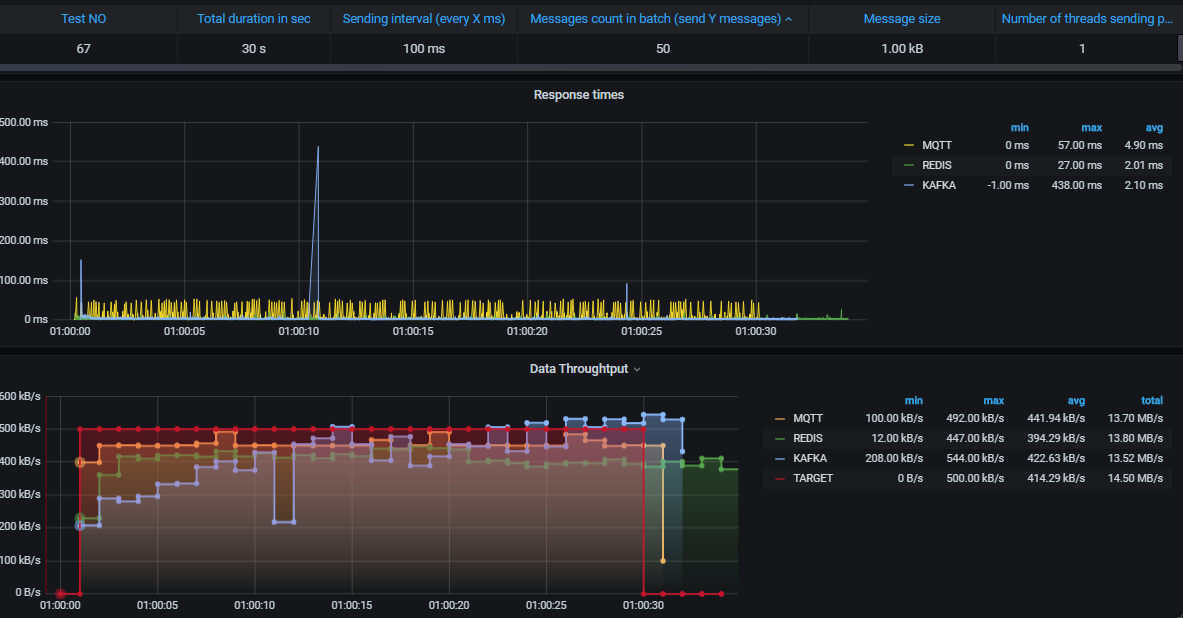 Test NO Total duration in sec Sending interval (every X ms) Messages count in batch (send Y messages) Message size Number of threads sending p...
67 30 s 100 ms 50 1.00 kB 1
Response times
500.00 ms
400.00 ms
300.00 ms
200.00 ms
100.00 ms
0 ms
01:00:00 01:00:05 01:00:10 01:00:15 01:00:20 01:00:25 01:00:30
min max avg
MQTT 0 ms 57.00 ms 4.90 ms
REDIS 0 ms 27.00 ms 2.01 ms
KAFKA -1.00 ms 438.00 ms 2.10 ms
Data Throughtput
600 kB/s
500 kB/s
400 kB/s
300 kB/s
200 kB/s
100 kB/s
0 B/s
01:00:00 01:00:05 01:00:10 01:00:15 01:00:20 01:00:25 01:00:30
min max avg total
MQTT 100.00 kB/s 492.00 kB/s 441.94 kB/s 13.70 MB/s
REDIS 12.00 kB/s 447.00 kB/s 394.29 kB/s 13.80 MB/s
KAFKA 208.00 kB/s 544.00 kB/s 422.63 kB/s 13.52 MB/s
TARGET 0 B/s 500.00 kB/s 414.29 kB/s 14.50 MB/s